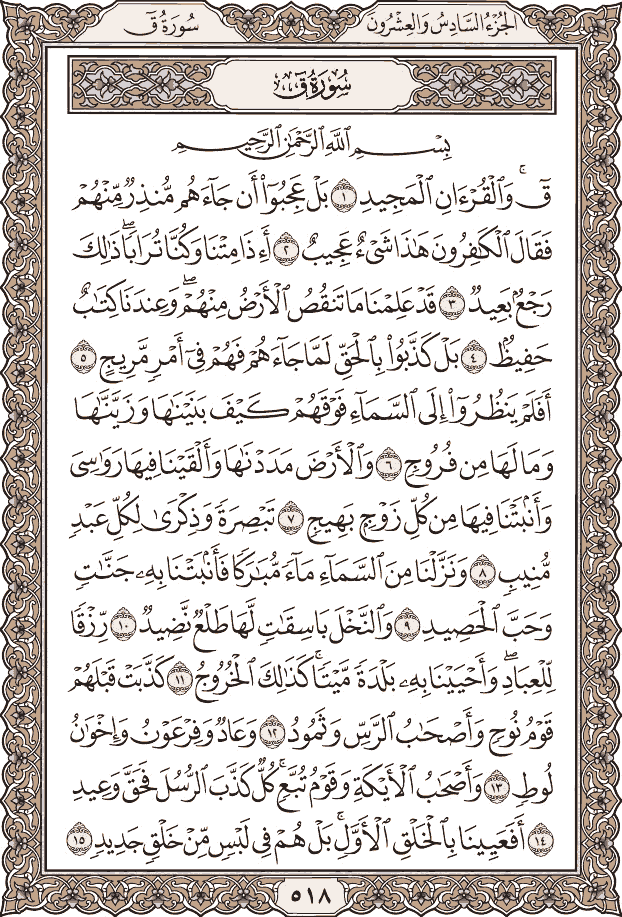 سُورَةُ قٓ
الجُزْءُ السَّادِسُ وَالعِشْرُونَ
سُورَةُ قٓ
بِسْمِ ٱللَّهِ ٱلرَّحْمَٰنِ ٱلرَّحِيمِ
قٓۚ وَٱلْقُرْءَانِ ٱلْمَجِيدِ ١ بَلْ عَجِبُوٓا۟ أَن جَآءَهُم مُّنذِرٌ مِّنْهُمْ
فَقَالَ ٱلْكَٰفِرُونَ هَٰذَا شَىْءٌ عَجِيبٌ ٢ أَءِذَا مِتْنَا وَكُنَّا تُرَابًاۖ ذَٰلِكَ
رَجْعٌۢ بَعِيدٌ ٣ قَدْ عَلِمْنَا مَا تَنقُصُ ٱلْأَرْضُ مِنْهُمْۖ وَعِندَنَا كِتَٰبٌ
حَفِيظٌۢ ٤ بَلْ كَذَّبُوا۟ بِٱلْحَقِّ لَمَّا جَآءَهُمْ فَهُمْ فِىٓ أَمْرٍ مَّرِيجٍ ٥
أَفَلَمْ يَنظُرُوٓا۟ إِلَى ٱلسَّمَآءِ فَوْقَهُمْ كَيْفَ بَنَيْنَٰهَا وَزَيَّنَّٰهَا
وَمَا لَهَا مِن فُرُوجٍ ٦ وَٱلْأَرْضَ مَدَدْنَٰهَا وَأَلْقَيْنَا فِيهَا رَوَٰسِىَ
وَأَنۢبَتْنَا فِيهَا مِن كُلِّ زَوْجٍۭ بَهِيجٍ ٧ تَبْصِرَةً وَذِكْرَىٰ لِكُلِّ عَبْدٍ
مُّنِيبٍ ٨ وَنَزَّلْنَا مِنَ ٱلسَّمَآءِ مَآءً مُّبَٰرَكًا فَأَنۢبَتْنَا بِهِۦ جَنَّٰتٍ
وَحَبَّ ٱلْحَصِيدِ ٩ وَٱلنَّخْلَ بَاسِقَٰتٍ لَّهَا طَلْعٌ نَّضِيدٌ ١٠ رِّزْقًا
لِّلْعِبَادِۖ وَأَحْيَيْنَا بِهِۦ بَلْدَةً مَّيْتًاۚ كَذَٰلِكَ ٱلْخُرُوجُ ١١ كَذَّبَتْ قَبْلَهُمْ
قَوْمُ نُوحٍ وَأَصْحَٰبُ ٱلرَّسِّ وَثَمُودُ ١٢ وَعَادٌ وَفِرْعَوْنُ وَإِخْوَٰنُ
لُوطٍ ١٣ وَأَصْحَٰبُ ٱلْأَيْكَةِ وَقَوْمُ تُبَّعٍۚ كُلٌّ كَذَّبَ ٱلرُّسُلَ فَحَقَّ وَعِيدِ
١٤ أَفَعَيِينَا بِٱلْخَلْقِ ٱلْأَوَّلِۚ بَلْ هُمْ فِى لَبْسٍ مِّنْ خَلْقٍ جَدِيدٍ ١٥
٥١٨